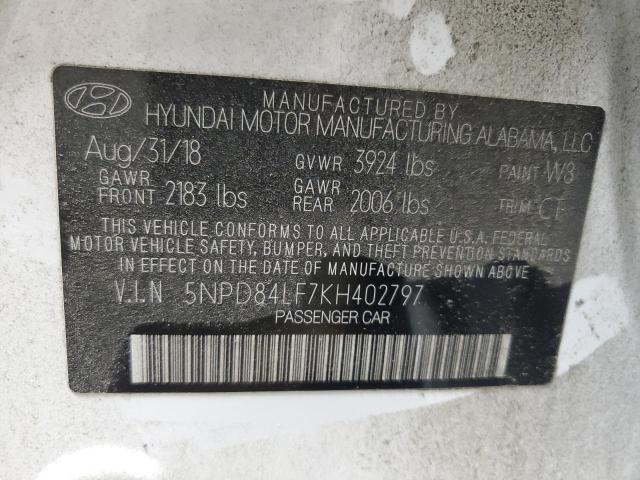 MANUFACTURED BY
HYUNDAI MOTOR MANUFACTURING ALABAMA, LLC
Aug/31/18 GVWR 3924 lbs PAINT W8
GAWR FRONT 2183 lbs GAWR REAR 2006 lbs TRIM CT
THIS VEHICLE CONFORMS TO ALL APPLICABLE U.S.A. FEDERAL
MOTOR VEHICLE SAFETY, BUMPER, AND THEFT PREVENTION STANDARDS
IN EFFECT ON THE DATE OF MANUFACTURE SHOWN ABOVE
V.I.N 5NPD84LF7KH402797
PASSENGER CAR